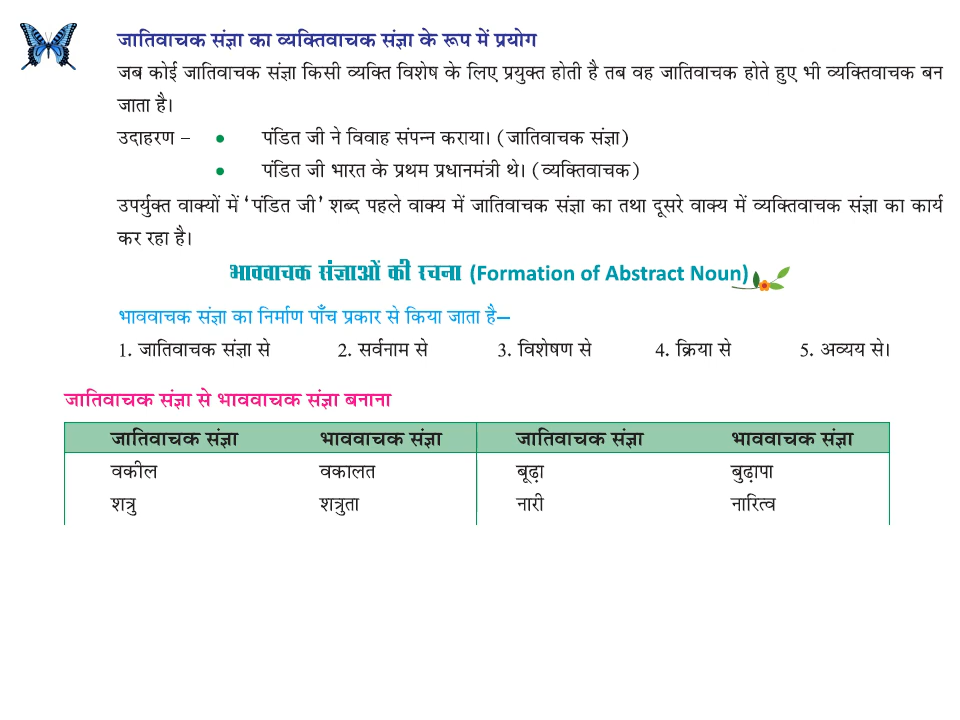 जातिवाचक संज्ञा का व्यक्तिवाचक संज्ञा के रूप में प्रयोग
जब कोई जातिवाचक संज्ञा किसी व्यक्ति विशेष के लिए प्रयुक्त होती है तब वह जातिवाचक होते हुए भी व्यक्तिवाचक बन
जाता है।
उदाहरण – • पंडित जी ने विवाह संपन्न कराया। (जातिवाचक संज्ञा)
• पंडित जी भारत के प्रथम प्रधानमंत्री थे। (व्यक्तिवाचक)
उपर्युक्त वाक्यों में ‘पंडित जी’ शब्द पहले वाक्य में जातिवाचक संज्ञा का तथा दूसरे वाक्य में व्यक्तिवाचक संज्ञा का कार्य
कर रहा है।
भाववाचक संज्ञाओं की रचना (Formation of Abstract Noun)
भाववाचक संज्ञा का निर्माण पाँच प्रकार से किया जाता है—
1. जातिवाचक संज्ञा से 2. सर्वनाम से 3. विशेषण से 4. क्रिया से 5. अव्यय से।
जातिवाचक संज्ञा से भाववाचक संज्ञा बनाना
जातिवाचक संज्ञा भाववाचक संज्ञा जातिवाचक संज्ञा भाववाचक संज्ञा
वकील वकालत बूढ़ा बुढ़ापा
शत्रु शत्रुता नारी नारित्व